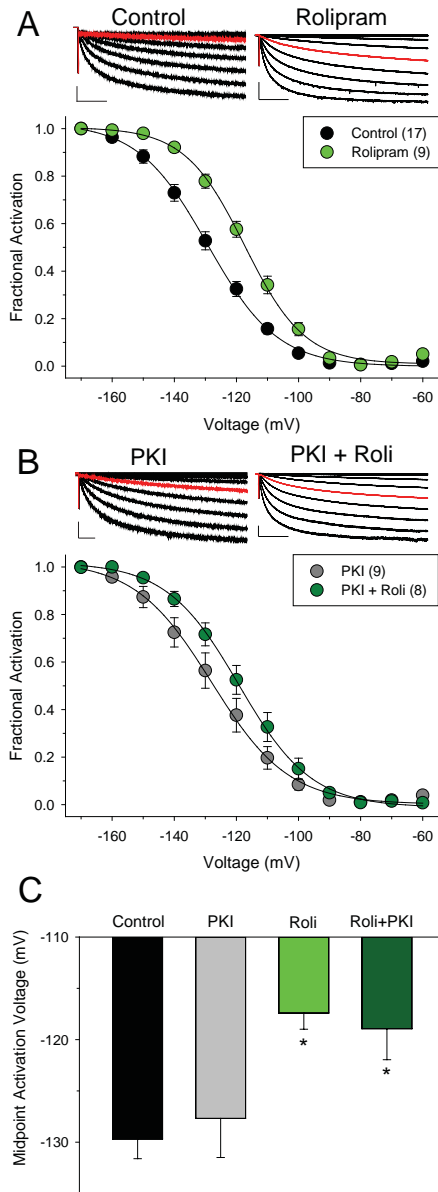 A
Control
Rolipram
Fractional Activation
1.0
0.8
0.6
0.4
0.2
0.0
Control (17)
Rolipram (9)
-160
-140
-120
-100
-80
-60
Voltage (mV)
B
PKI
PKI + Roli
Fractional Activation
1.0
0.8
0.6
0.4
0.2
0.0
PKI (9)
PKI + Roli (8)
-160
-140
-120
-100
-80
-60
Voltage (mV)
C
Control
PKI
Roli
Roli+PKI
Midpoint Activation Voltage (mV)
-110
-120
-130
*
*